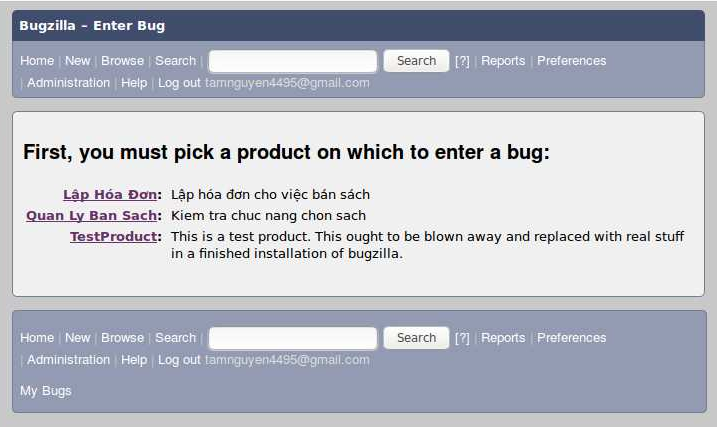 Bugzilla – Enter Bug
Home | New | Browse | Search | Search [?] | Reports | Preferences
| Administration | Help | Log out tamnguyen4495@gmail.com
First, you must pick a product on which to enter a bug:
Lập Hóa Đơn: Lập hóa đơn cho việc bán sách
Quan Ly Ban Sach: Kiem tra chuc nang chon sach
TestProduct: This is a test product. This ought to be blown away and replaced with real stuff
in a finished installation of bugzilla.
Home | New | Browse | Search | Search [?] | Reports | Preferences
| Administration | Help | Log out tamnguyen4495@gmail.com
My Bugs